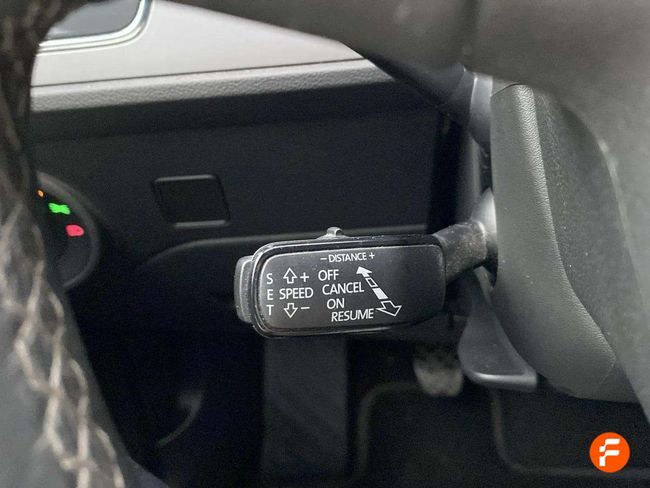 − DISTANCE +
S + OFF
E SPEED CANCEL
T − ON
RESUME